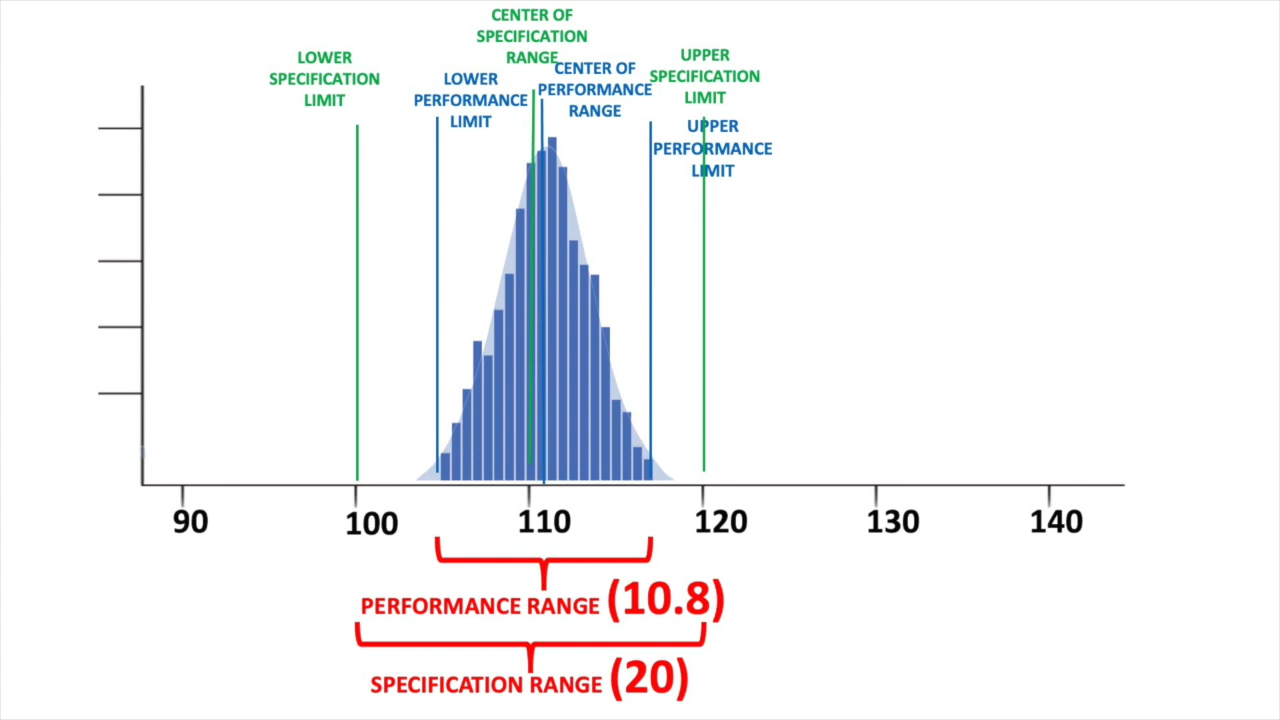 CENTER OF
SPECIFICATION
RANGE
LOWER
SPECIFICATION
LIMIT
LOWER
PERFORMANCE
LIMIT
CENTER OF
PERFORMANCE
RANGE
UPPER
SPECIFICATION
LIMIT
UPPER
PERFORMANCE
LIMIT
90 100 110 120 130 140
PERFORMANCE RANGE (10.8)
SPECIFICATION RANGE (20)